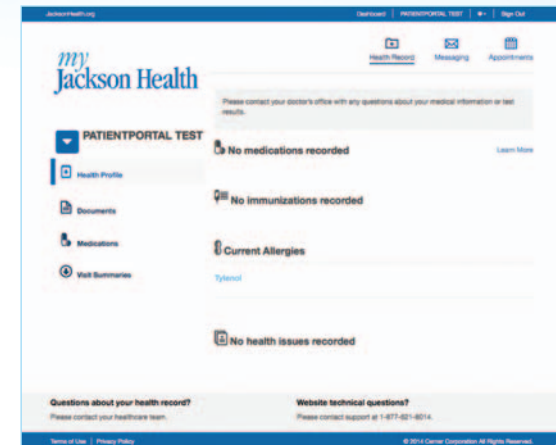 JacksonHealth.org
Dashboard | PATIENTPORTAL TEST | Sign Out
my
Jackson Health
Health Record Messaging Appointments
Please contact your doctor's office with any questions about your medical information or test
results.
PATIENTPORTAL TEST
No medications recorded
Learn More
Health Profile
No immunizations recorded
Documents
Medications
Current Allergies
Visit Summaries
Tylenol
No health issues recorded
Questions about your health record?
Please contact your healthcare team.
Website technical questions?
Please contact support at 1-877-621-8014.
Terms of Use | Privacy Policy
© 2014 Cerner Corporation All Rights Reserved.